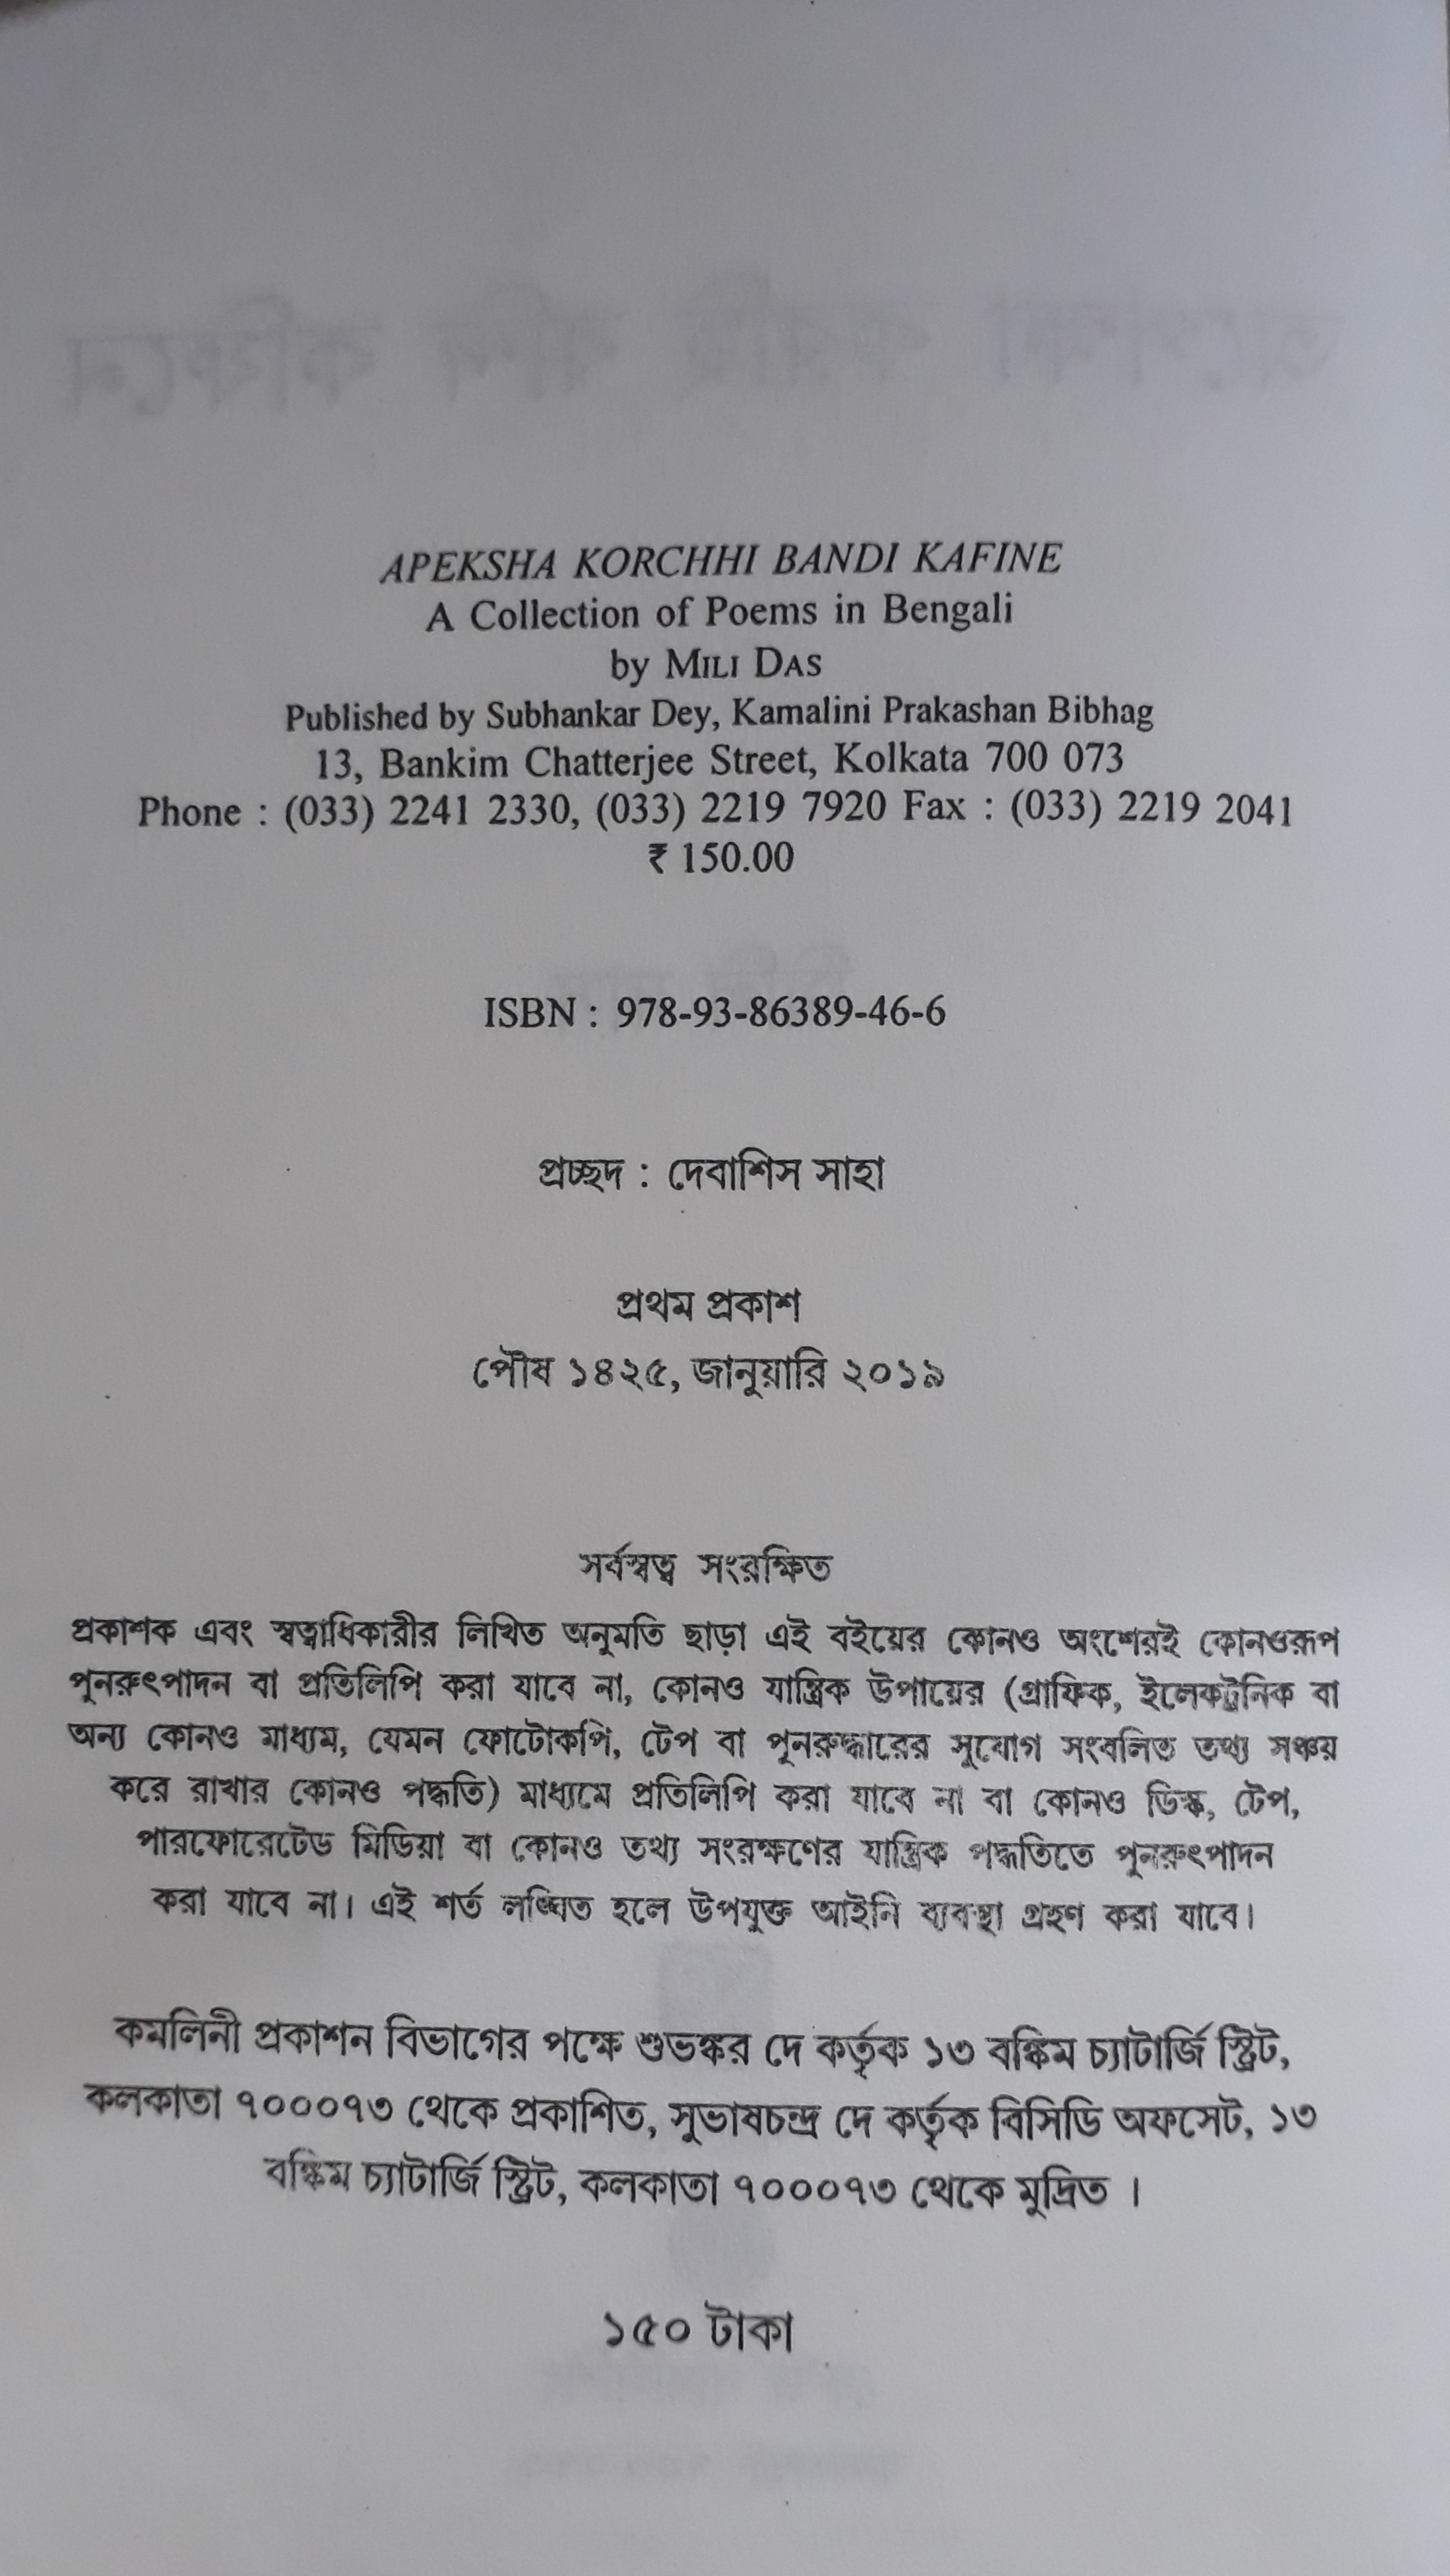 APEKSHA KORCHHI BANDI KAFINE
A Collection of Poems in Bengali
by MILI DAS
Published by Subhankar Dey, Kamalini Prakashan Bibhag
13, Bankim Chatterjee Street, Kolkata 700 073
Phone : (033) 2241 2330, (033) 2219 7920 Fax : (033) 2219 2041
₹ 150.00
ISBN : 978-93-86389-46-6
প্রচ্ছদ : দেবাশিস সাহা
প্রথম প্রকাশ
পৌষ ১৪২৫, জানুয়ারি ২০১৯
সর্বস্বত্ব সংরক্ষিত
প্রকাশক এবং স্বত্বাধিকারীর লিখিত অনুমতি ছাড়া এই বইয়ের কোনও অংশেরই কোনওরূপ
পুনরুৎপাদন বা প্রতিলিপি করা যাবে না, কোনও যান্ত্রিক উপায়ের (গ্রাফিক, ইলেকট্রনিক বা
অন্য কোনও মাধ্যম, যেমন ফোটোকপি, টেপ বা পুনরুদ্ধারের সুযোগ সংবলিত তথ্য সঞ্চয়
করে রাখার কোনও পদ্ধতি) মাধ্যমে প্রতিলিপি করা যাবে না বা কোনও ডিস্ক, টেপ,
পারফোরেটেড মিডিয়া বা কোনও তথ্য সংরক্ষণের যান্ত্রিক পদ্ধতিতে পুনরুৎপাদন
করা যাবে না। এই শর্ত লঙ্ঘিত হলে উপযুক্ত আইনি ব্যবস্থা গ্রহণ করা যাবে।
কমলিনী প্রকাশন বিভাগের পক্ষে শুভঙ্কর দে কর্তৃক ১৩ বঙ্কিম চ্যাটার্জি স্ট্রিট,
কলকাতা ৭০০০৭৩ থেকে প্রকাশিত, সুভাষচন্দ্র দে কর্তৃক বিসিডি অফসেট, ১৩
বঙ্কিম চ্যাটার্জি স্ট্রিট, কলকাতা ৭০০০৭৩ থেকে মুদ্রিত ।
১৫০ টাকা